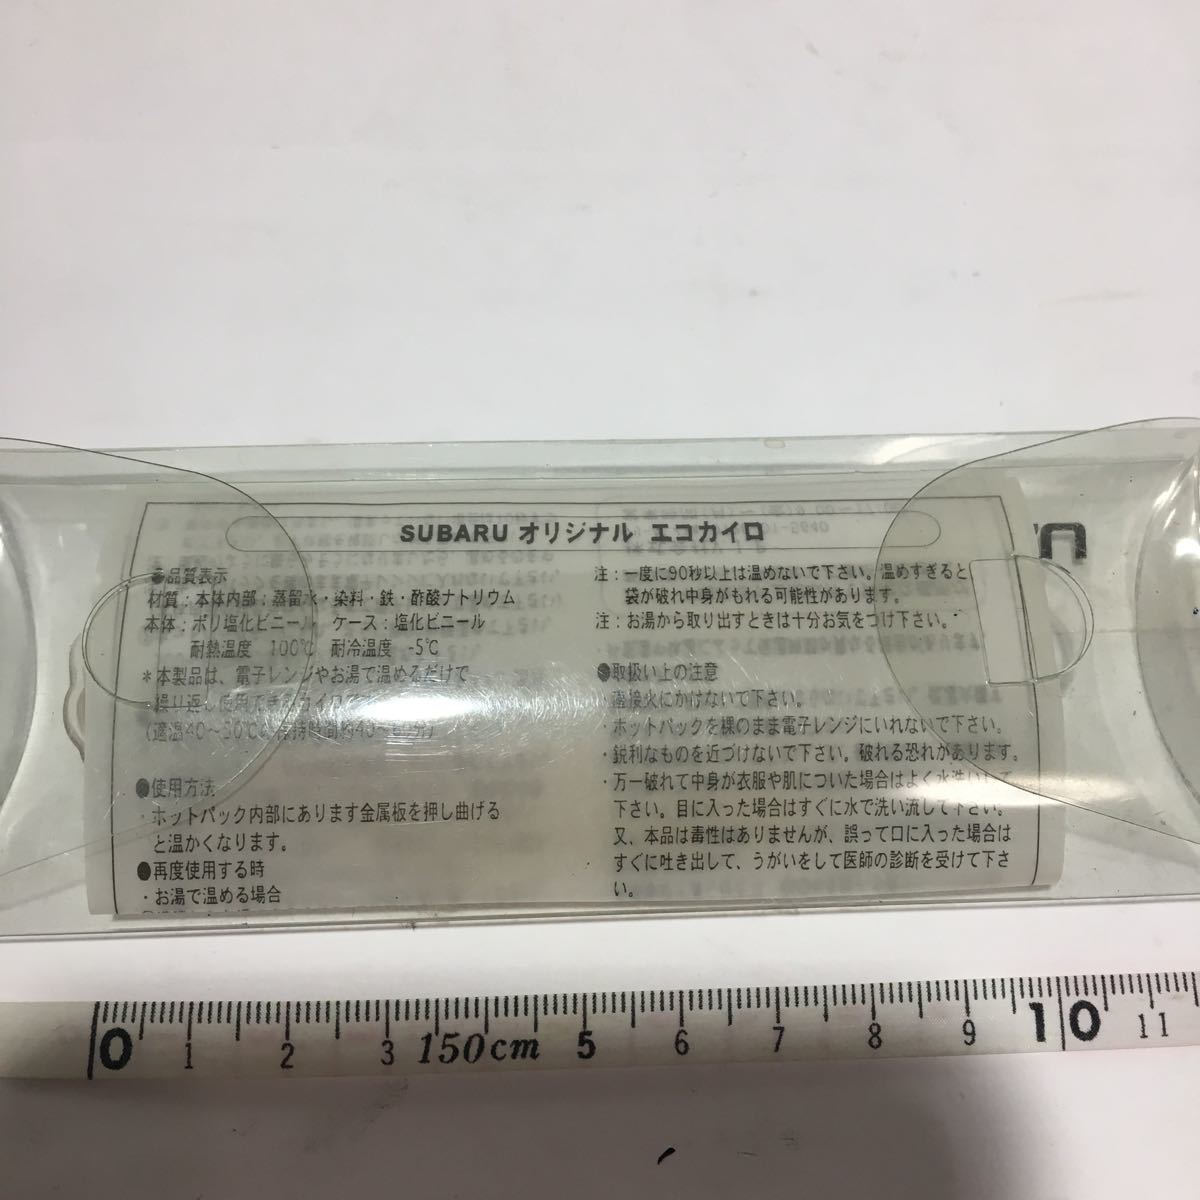 SUBARU オリジナル エコカイロ
●品質表示
材質：本体内部：蒸留水・染料・鉄・酢酸ナトリウム
本体：ポリ塩化ビニール ケース：塩化ビニール
耐熱温度 100℃ 耐冷温度 -5℃
＊本製品は、電子レンジやお湯で温めるだけで
繰り返し使用できるカイロです
(適温40～50℃
●使用方法
・ホットパック内部にあります金属板を押し曲げる
と温かくなります。
●再度使用する時
・お湯で温める場合
注：一度に90秒以上は温めないで下さい。温めすぎると
袋が破れ中身がもれる可能性があります。
注：お湯から取り出すときは十分お気をつけ下さい。
●取扱い上の注意
直接火にかけないで下さい。
・ホットパックを裸のまま電子レンジにいれないで下さい。
・鋭利なものを近づけないで下さい。破れる恐れがあります。
・万一破れて中身が衣服や肌についた場合はよく水洗いして
下さい。目に入った場合はすぐに水で洗い流して下さい。
又、本品は毒性はありませんが、誤って口に入った場合は
すぐに吐き出して、うがいをして医師の診断を受けて下さ
い。
0 1 2 3 150cm 5 6 7 8 9 10 11